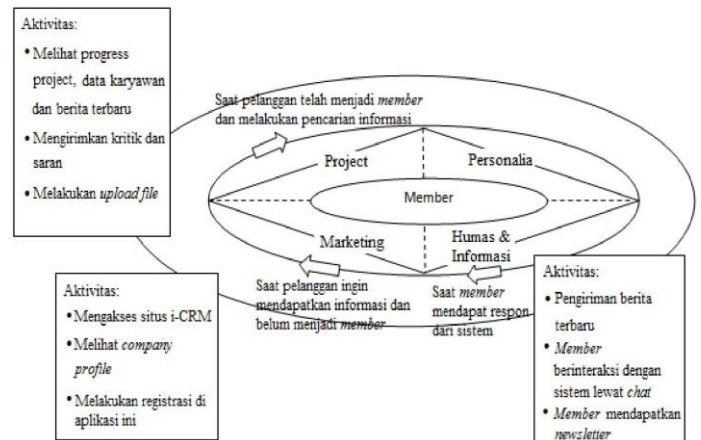 Aktivitas:
• Melihat progress
project, data karyawan
dan berita terbaru
• Mengirimkan kritik dan
saran
• Melakukan upload file
Saat pelanggan telah menjadi member
dan melakukan pencarian informasi
Project
Personalia
Member
Marketing
Humas &
Informasi
Saat pelanggan ingin
mendapatkan informasi dan
belum menjadi member
Saat member
mendapat respon
dari sistem
Aktivitas:
• Mengakses situs i-CRM
• Melihat company
profile
• Melakukan registrasi di
aplikasi ini
Aktivitas:
• Pengiriman berita
terbaru
• Member
berinteraksi dengan
sistem lewat chat
• Member mendapatkan
newsletter